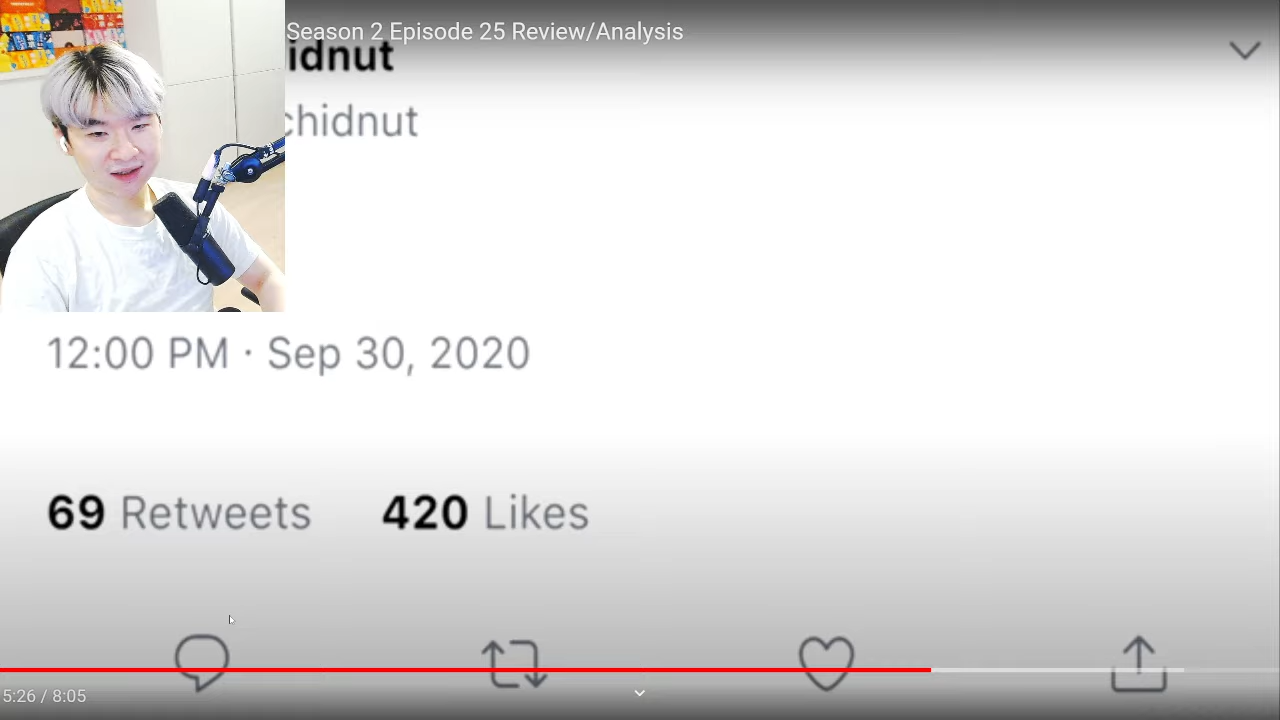 Season 2 Episode 25 Review/Analysis
idnut
chidnut
12:00 PM · Sep 30, 2020
69 Retweets 420 Likes
5:26 / 8:05